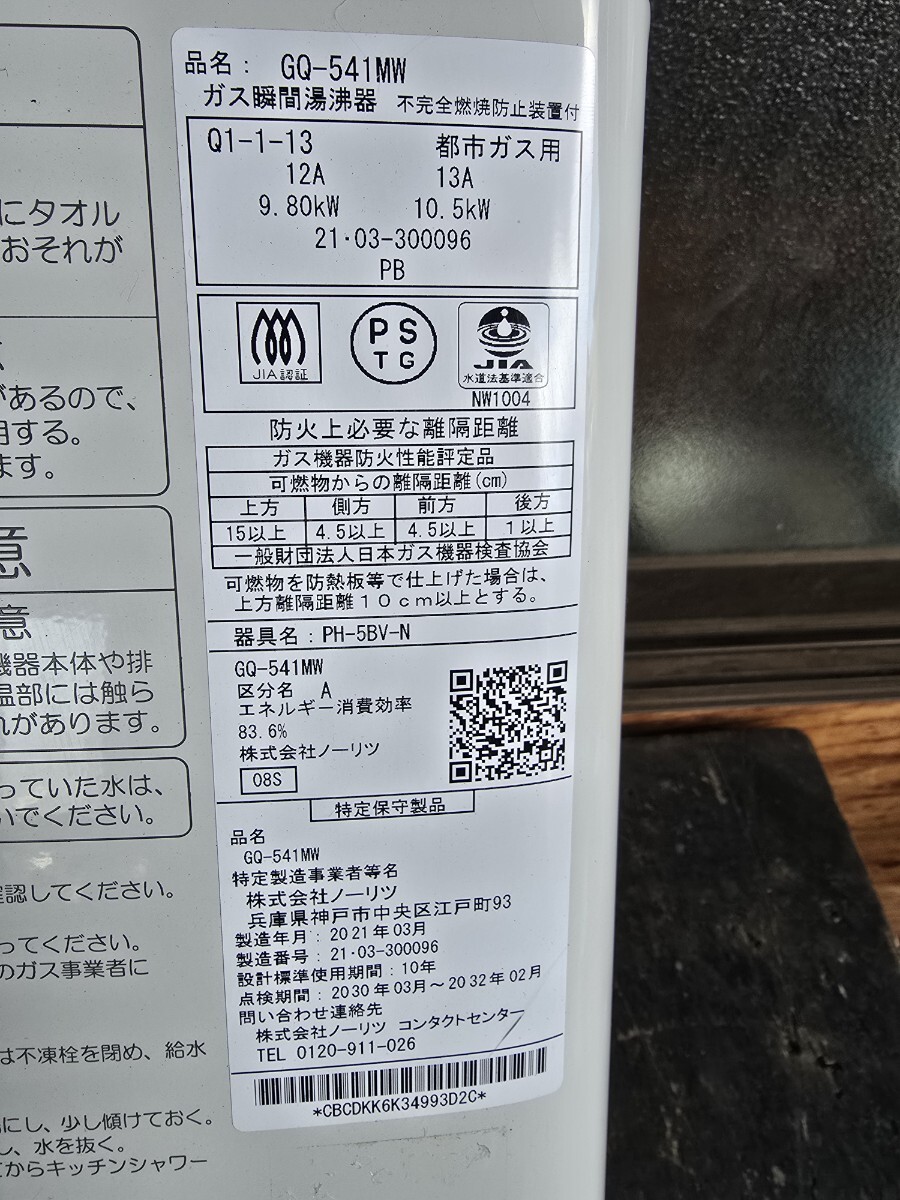 にタオル
おそれが
があるので、
用する。
ます。
意
意
機器本体や排
温部には触ら
れがあります。
っていた水は、
いでください。
確認してください。
ってください。
のガス事業者に
は不凍栓を閉め、給水
にし、少し傾けておく。
し、水を抜く。
てからキッチンシャワー
品名： GQ-541MW
ガス瞬間湯沸器 不完全燃焼防止装置付
Q1-1-13 都市ガス用
12A 13A
9.80kW 10.5kW
21·03-300096
PB
JIA認証
PS
TG
JIA
水道法基準適合
NW1004
防火上必要な離隔距離
ガス機器防火性能評定品
可燃物からの離隔距離(cm)
上方 側方 前方 後方
15以上 4.5以上 4.5以上 1以上
一般財団法人日本ガス機器検査協会
可燃物を防熱板等で仕上げた場合は、
上方離隔距離10cm以上とする。
器具名：PH-5BV-N
GQ-541MW
区分名 A
エネルギー消費効率
83.6%
株式会社ノーリツ
08S
特定保守製品
品名
GQ-541MW
特定製造事業者等名
株式会社ノーリツ
兵庫県神戸市中央区江戸町93
製造年月：2021年03月
製造番号：21·03-300096
設計標準使用期間：10年
点検期間：2030年03月～2032年02月
問い合わせ連絡先
株式会社ノーリツ コンタクトセンター
TEL 0120-911-026
*CBCDKK6K34993D2C*